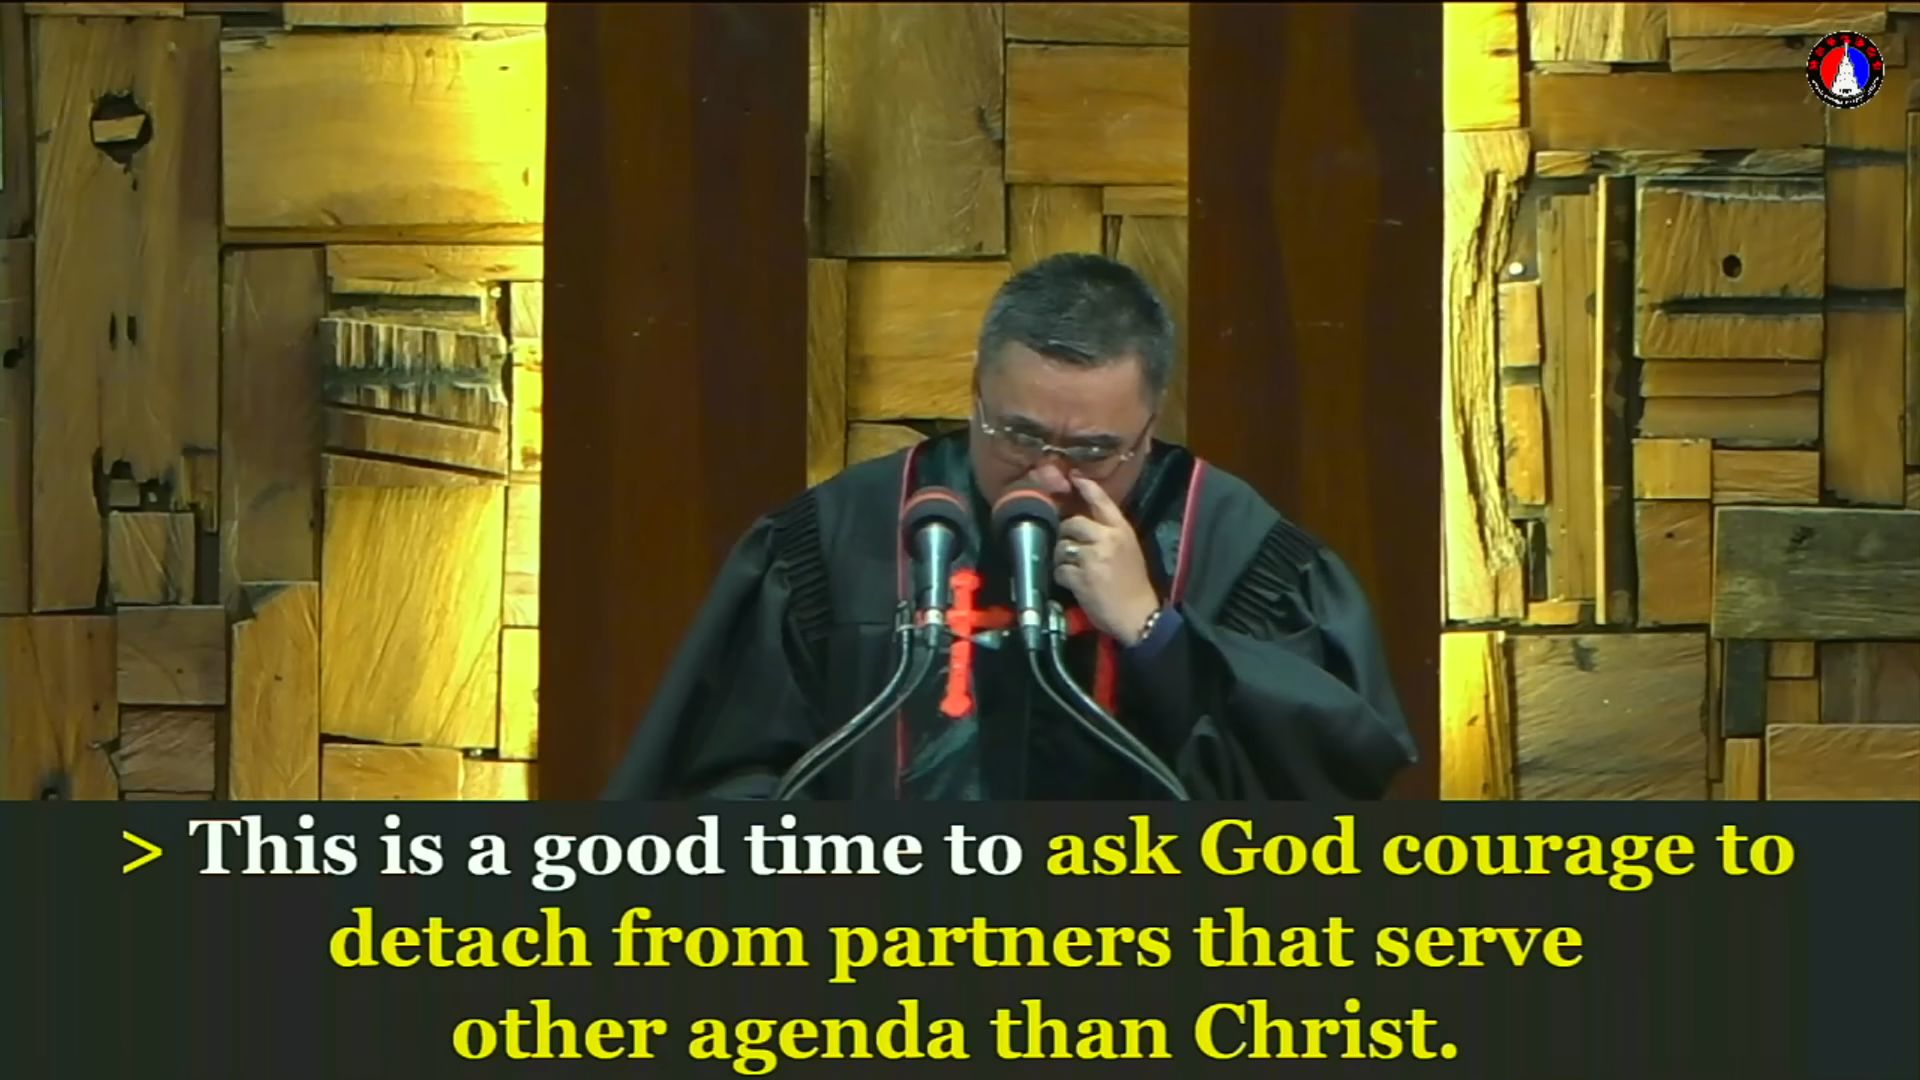 > This is a good time to ask God courage to
detach from partners that serve
other agenda than Christ.